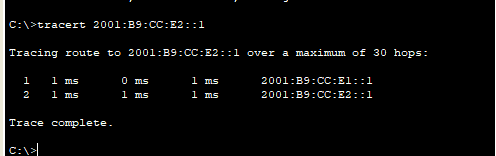 C:\>tracert 2001:B9:CC:E2::1
Tracing route to 2001:B9:CC:E2::1 over a maximum of 30 hops:
1 1 ms 0 ms 1 ms 2001:B9:CC:E1::1
2 1 ms 1 ms 1 ms 2001:B9:CC:E2::1
Trace complete.
C:\>